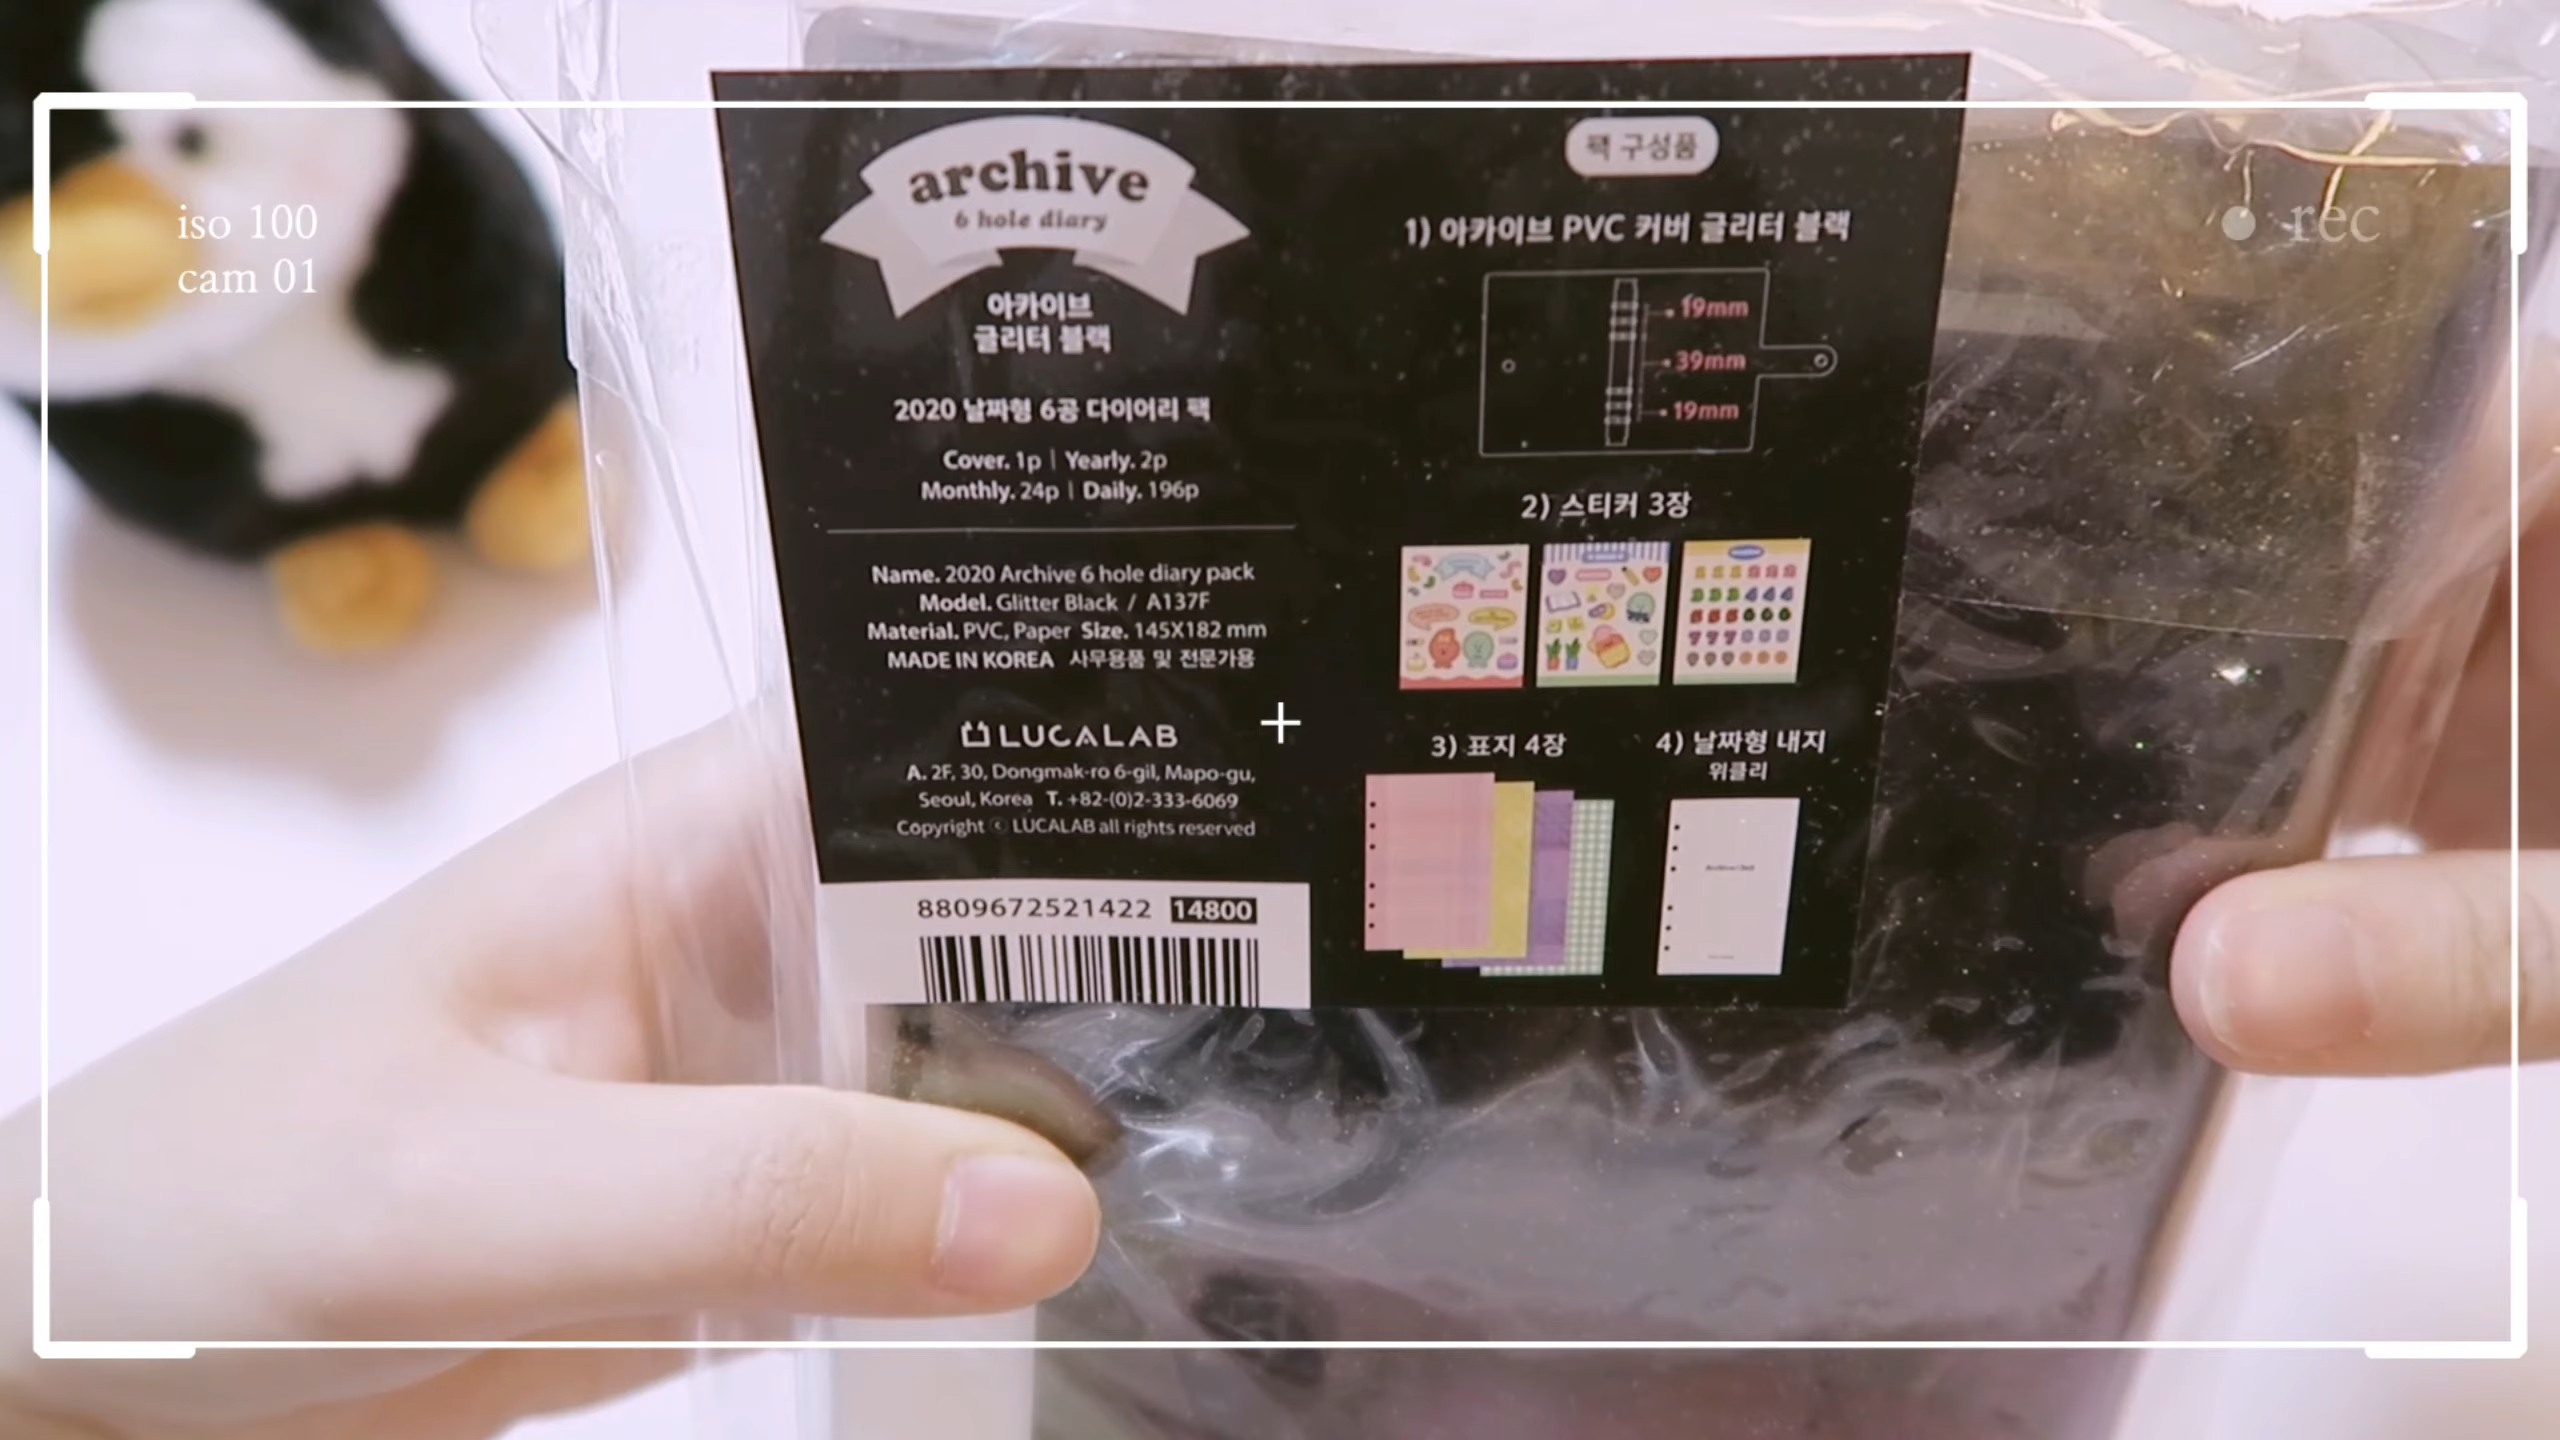 iso 100
cam 01
rec
archive
6 hole diary
아카이브
글리터 블랙
2020 날짜형 6공 다이어리 팩
Cover. 1p | Yearly. 2p
Monthly. 24p | Daily. 196p
Name. 2020 Archive 6 hole diary pack
Model. Glitter Black / A137F
Material. PVC, Paper Size. 145X182 mm
MADE IN KOREA 사무용품 및 전문가용
LUCALAB
A. 2F, 30, Dongmak-ro 6-gil, Mapo-gu,
Seoul, Korea T. +82-(0)2-333-6069
Copyright ⓒ LUCALAB all rights reserved
8809672521422 14800
팩 구성품
1) 아카이브 PVC 커버 글리터 블랙
19mm
39mm
19mm
2) 스티커 3장
3) 표지 4장
4) 날짜형 내지
위클리